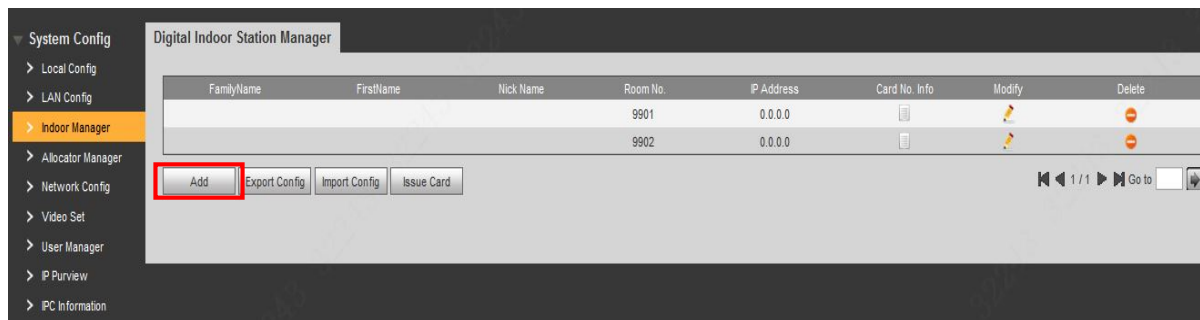 System Config
Local Config
LAN Config
Indoor Manager
Allocator Manager
Network Config
Video Set
User Manager
IP Purview
IPC Information
Digital Indoor Station Manager
FamilyName FirstName Nick Name Room No. IP Address Card No. Info Modify Delete
9901 0.0.0.0
9902 0.0.0.0
Add Export Config Import Config Issue Card 1/1 Go to